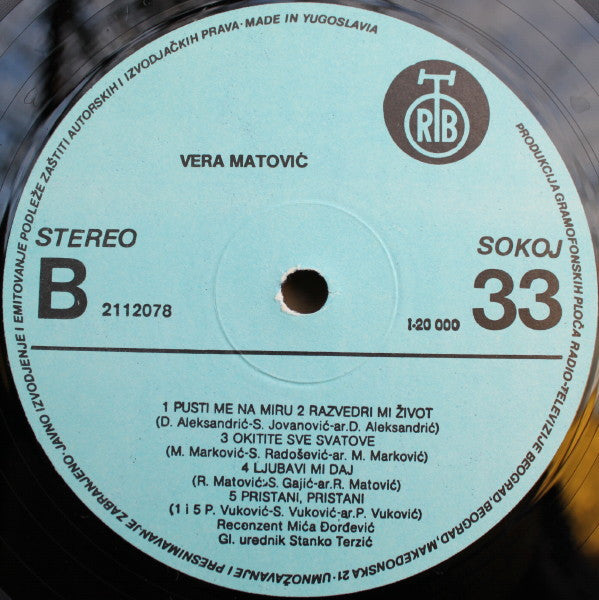 JAVNO IZVODJENJE I EMITOVANJE PODLEŽE ZAŠTITI AUTORSKIH I IZVODJAČKIH PRAVA·MADE IN YUGOSLAVIA
RTB
VERA MATOVIĆ
STEREO
SOKOJ
B
2112078
I-20 000
33
1 PUSTI ME NA MIRU 2 RAZVEDRI MI ŽIVOT
(D. Aleksandrić-S. Jovanović-ar.D. Aleksandrić)
3 OKITITE SVE SVATOVE
(M. Marković-S. Radošević-ar. M. Marković)
4 LJUBAVI MI DAJ
(R. Matović-S. Gajić-ar. R. Matović)
5 PRISTANI, PRISTANI
(1 i 5 P. Vuković-S. Vuković-ar.P. Vuković)
Recenzent Mića Đorđević
Gl. urednik Stanko Terzić
PRODUKCIJA GRAMOFONSKIH PLOČA RADIO-TELEVIZIJE BEOGRAD, BEOGRAD, MAKEDONSKA 21·UMNOŽAVANJE I PRESNIMAVANJE ZABRANJENO·